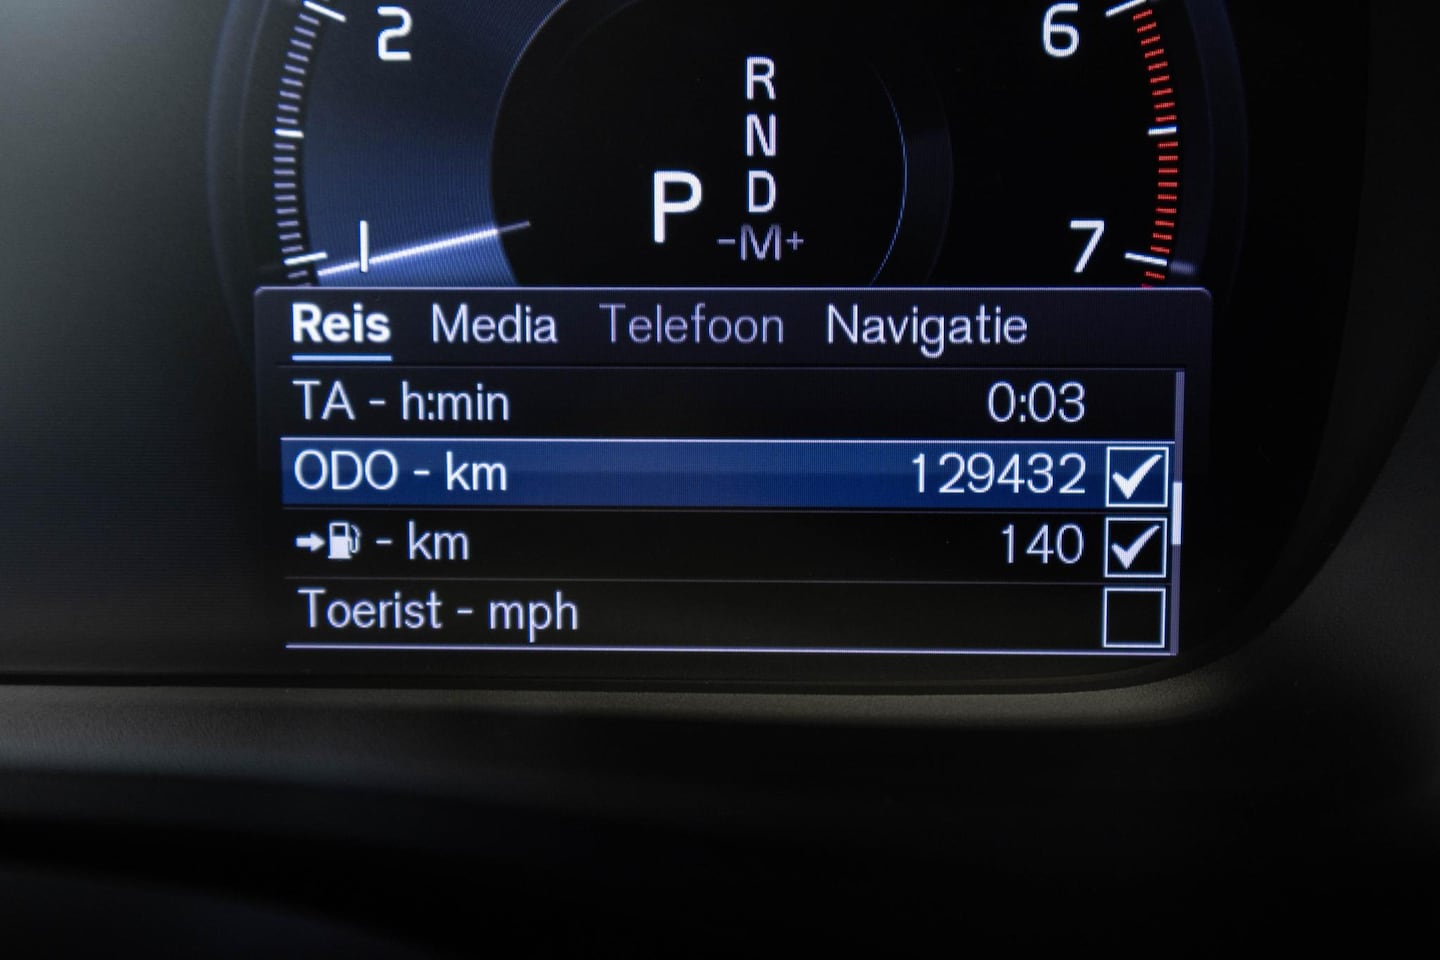 2
6
R
N
D
P
-M+
1
7
Reis Media Telefoon Navigatie
TA - h:min 0:03
ODO - km 129432
- km 140
Toerist - mph